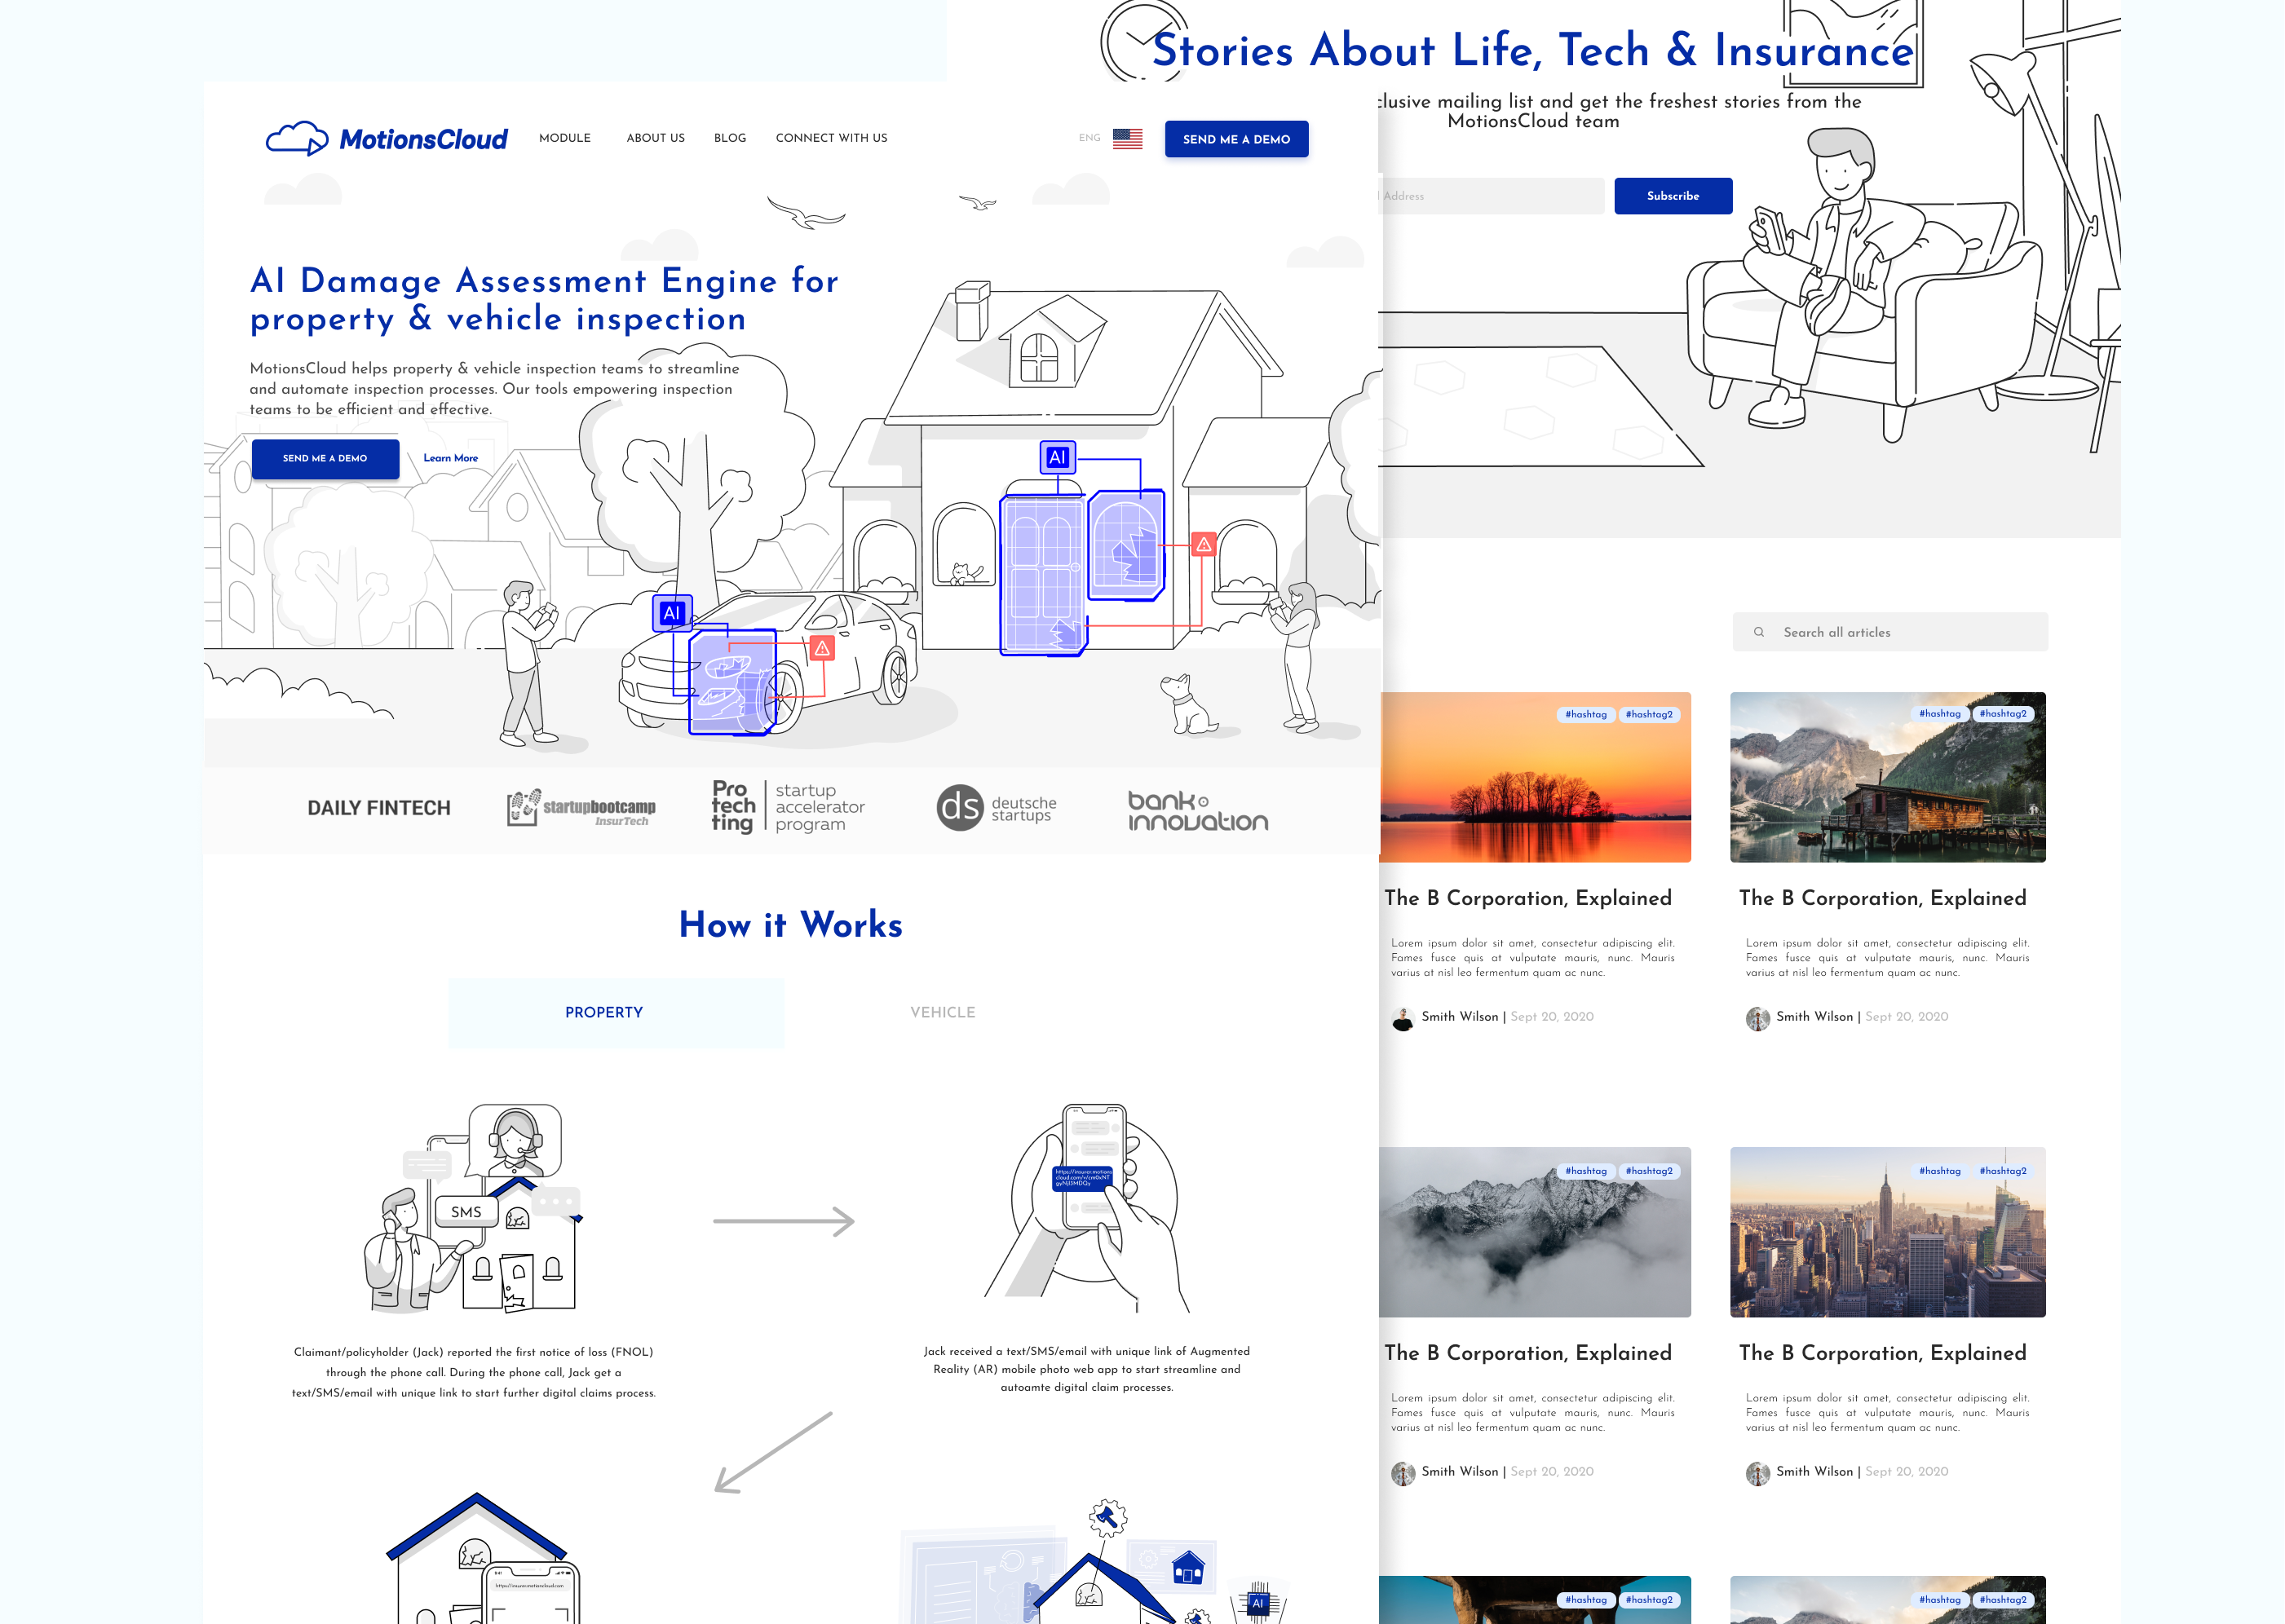 Stories About Life, Tech & Insurance
clusive mailing list and get the freshest stories from the
MotionsCloud team
Address
Subscribe
MotionsCloud
MODULE
ABOUT US
BLOG
CONNECT WITH US
ENG
SEND ME A DEMO
AI Damage Assessment Engine for
property & vehicle inspection
MotionsCloud helps property & vehicle inspection teams to streamline
and automate inspection processes. Our tools empowering inspection
teams to be efficient and effective.
SEND ME A DEMO
Learn More
AI
AI
DAILY FINTECH
startupbootcamp
InsurTech
Pro
tech
ting
startup
accelerator
program
ds
deutsche
startups
bank
innovation
How it Works
PROPERTY
VEHICLE
SMS
https://insurer.motions
cloud.com/v/cm0xNT
gyNjI5MDQy
Claimant/policyholder (Jack) reported the first notice of loss (FNOL)
through the phone call. During the phone call, Jack get a
text/SMS/email with unique link to start further digital claims process.
Jack received a text/SMS/email with unique link of Augmented
Reality (AR) mobile photo web app to start streamline and
autoamte digital claim processes.
9:41
https://insurer.motionscloud.com
AI
Search all articles
#hashtag
#hashtag2
The B Corporation, Explained
Lorem ipsum dolor sit amet, consectetur adipiscing elit.
Fames fusce quis at vulputate mauris, nunc. Mauris
varius at nisl leo fermentum quam ac nunc.
Smith Wilson | Sept 20, 2020
#hashtag
#hashtag2
The B Corporation, Explained
Lorem ipsum dolor sit amet, consectetur adipiscing elit.
Fames fusce quis at vulputate mauris, nunc. Mauris
varius at nisl leo fermentum quam ac nunc.
Smith Wilson | Sept 20, 2020
#hashtag
#hashtag2
The B Corporation, Explained
Lorem ipsum dolor sit amet, consectetur adipiscing elit.
Fames fusce quis at vulputate mauris, nunc. Mauris
varius at nisl leo fermentum quam ac nunc.
Smith Wilson | Sept 20, 2020
#hashtag
#hashtag2
The B Corporation, Explained
Lorem ipsum dolor sit amet, consectetur adipiscing elit.
Fames fusce quis at vulputate mauris, nunc. Mauris
varius at nisl leo fermentum quam ac nunc.
Smith Wilson | Sept 20, 2020
#hashtag
#hashtag2
#hashtag
#hashtag2